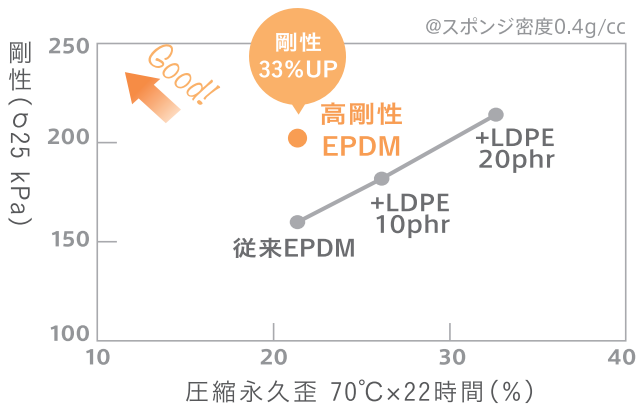 @スポンジ密度0.4g/cc
剛性(σ25 kPa)
250
200
150
100
Good!
剛性
33%UP
高剛性
EPDM
+LDPE
20phr
+LDPE
10phr
従来EPDM
10
20
30
40
圧縮永久歪 70℃×22時間(%)